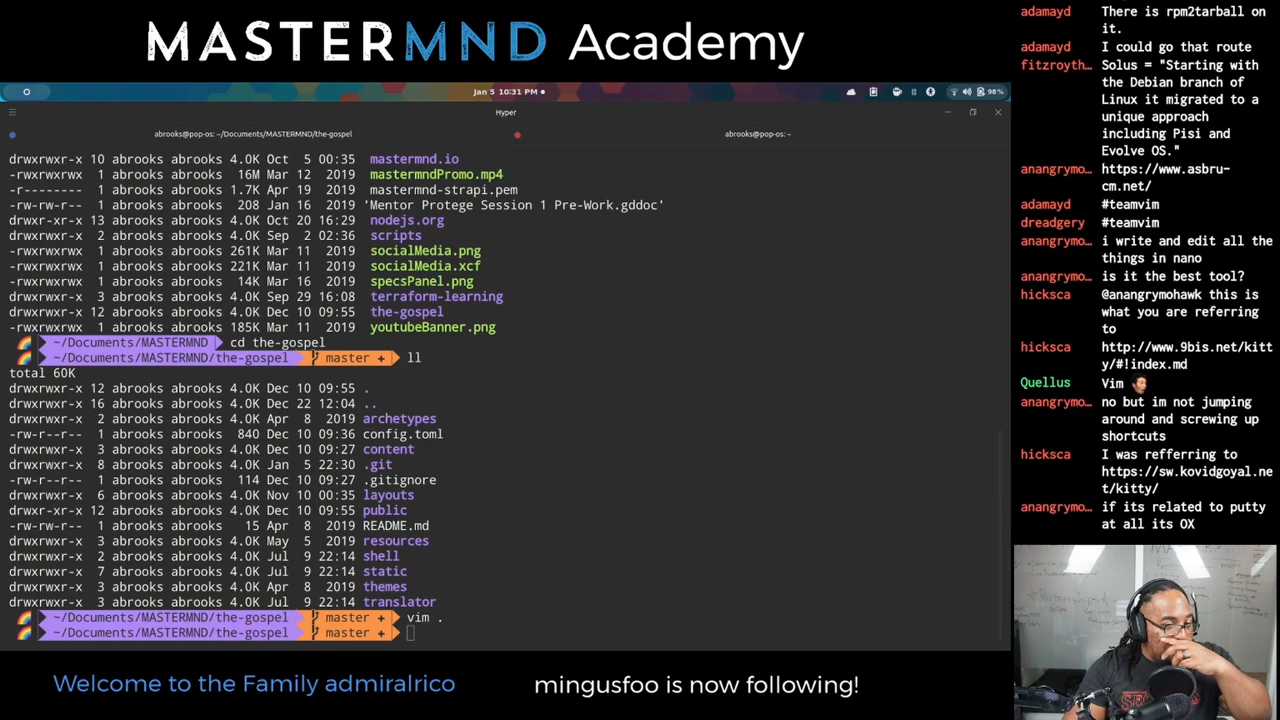 MASTERMND Academy
Jan 5 10:31 PM
98%
Hyper
abrooks@pop-os: ~/Documents/MASTERMND/the-gospel
abrooks@pop-os: ~
drwxrwxr-x 10 abrooks abrooks 4.0K Oct  5 00:35 mastermnd.io
-rwxrwxrwx  1 abrooks abrooks  16M Mar 12  2019 mastermndPromo.mp4
-r--------  1 abrooks abrooks 1.7K Apr 19  2019 mastermnd-strapi.pem
-rw-rw-r--  1 abrooks abrooks  208 Jan 16  2019 'Mentor Protege Session 1 Pre-Work.gddoc'
drwxr-xr-x 13 abrooks abrooks 4.0K Oct 20 16:29 nodejs.org
drwxr-xr-x  2 abrooks abrooks 4.0K Sep  2 02:36 scripts
-rwxrwxrwx  1 abrooks abrooks 261K Mar 11  2019 socialMedia.png
-rwxrwxrwx  1 abrooks abrooks 221K Mar 11  2019 socialMedia.xcf
-rwxrwxrwx  1 abrooks abrooks  14K Mar 16  2019 specsPanel.png
drwxr-xr-x  3 abrooks abrooks 4.0K Sep 29 16:08 terraform-learning
drwxrwxr-x 12 abrooks abrooks 4.0K Dec 10 09:55 the-gospel
-rwxrwxrwx  1 abrooks abrooks 185K Mar 11  2019 youtubeBanner.png
~/Documents/MASTERMND cd the-gospel
~/Documents/MASTERMND/the-gospel master + ll
total 60K
drwxrwxr-x 12 abrooks abrooks 4.0K Dec 10 09:55 .
drwxrwxr-x 16 abrooks abrooks 4.0K Dec 22 12:04 ..
drwxrwxr-x  2 abrooks abrooks 4.0K Apr  8  2019 archetypes
-rw-r--r--  1 abrooks abrooks  840 Dec 10 09:36 config.toml
drwxrwxr-x  3 abrooks abrooks 4.0K Dec 10 09:27 content
drwxrwxr-x  8 abrooks abrooks 4.0K Jan  5 22:30 .git
-rw-r--r--  1 abrooks abrooks  114 Dec 10 09:27 .gitignore
drwxrwxr-x  6 abrooks abrooks 4.0K Nov 10 00:35 layouts
drwxr-xr-x 12 abrooks abrooks 4.0K Dec 10 09:55 public
-rw-rw-r--  1 abrooks abrooks   15 Apr  8  2019 README.md
drwxrwxr-x  3 abrooks abrooks 4.0K May  5  2019 resources
drwxrwxr-x  2 abrooks abrooks 4.0K Jul  9 22:14 shell
drwxrwxr-x  7 abrooks abrooks 4.0K Jul  9 22:14 static
drwxrwxr-x  3 abrooks abrooks 4.0K Apr  8  2019 themes
drwxrwxr-x  3 abrooks abrooks 4.0K Jul  9 22:14 translator
~/Documents/MASTERMND/the-gospel master + vim .
~/Documents/MASTERMND/the-gospel master +
Welcome to the Family admiralrico
mingusfoo is now following!
adamayd There is rpm2tarball on
it.
adamayd I could go that route
fitzroyth… Solus = "Starting with
the Debian branch of
Linux it migrated to a
unique approach
including Pisi and
Evolve OS."
anangrymo… https://www.asbru-
cm.net/
adamayd #teamvim
dreadgery #teamvim
anangrymo… i write and edit all the
things in nano
anangrymo… is it the best tool?
hicksca @anangrymohawk this is
what you are referring
to
hicksca http://www.9bis.net/kitt
y/#!index.md
Quellus Vim
anangrymo… no but im not jumping
around and screwing up
shortcuts
hicksca I was refferring to
https://sw.kovidgoyal.ne
t/kitty/
anangrymo… if its related to putty
at all its OX